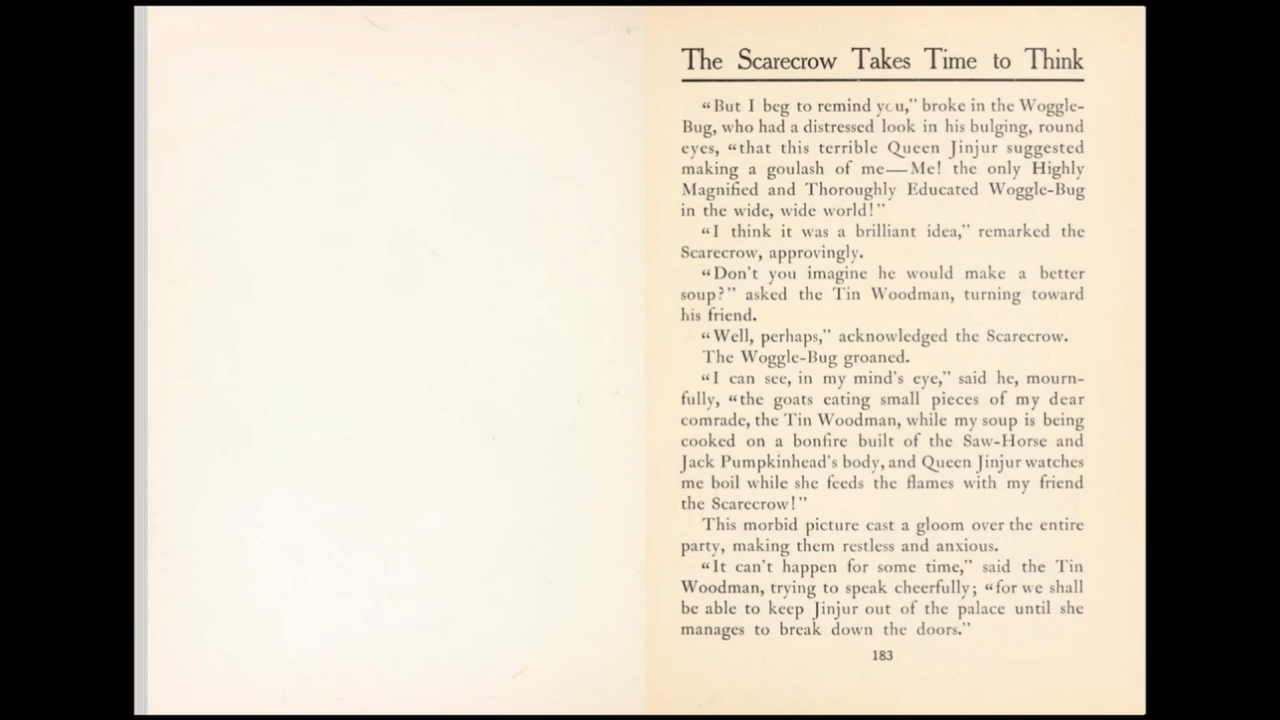 The Scarecrow Takes Time to Think
“But I beg to remind you,” broke in the Woggle-
Bug, who had a distressed look in his bulging, round
eyes, “that this terrible Queen Jinjur suggested
making a goulash of me—Me! the only Highly
Magnified and Thoroughly Educated Woggle-Bug
in the wide, wide world!”
“I think it was a brilliant idea,” remarked the
Scarecrow, approvingly.
“Don’t you imagine he would make a better
soup?” asked the Tin Woodman, turning toward
his friend.
“Well, perhaps,” acknowledged the Scarecrow.
The Woggle-Bug groaned.
“I can see, in my mind’s eye,” said he, mourn-
fully, “the goats eating small pieces of my dear
comrade, the Tin Woodman, while my soup is being
cooked on a bonfire built of the Saw-Horse and
Jack Pumpkinhead’s body, and Queen Jinjur watches
me boil while she feeds the flames with my friend
the Scarecrow!”
This morbid picture cast a gloom over the entire
party, making them restless and anxious.
“It can’t happen for some time,” said the Tin
Woodman, trying to speak cheerfully; “for we shall
be able to keep Jinjur out of the palace until she
manages to break down the doors.”
183